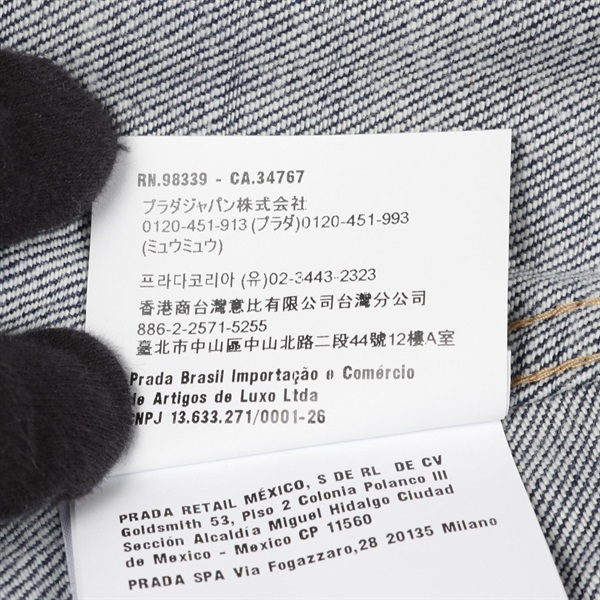 RN.98339 - CA.34767
プラダジャパン株式会社
0120-451-913 (プラダ)0120-451-993
(ミュウミュウ)
프라다코리아 (유)02-3443-2323
香港商台灣意比有限公司台灣分公司
886-2-2571-5255
臺北市中山區中山北路二段44號12樓A室
Prada Brasil Importação e Comércio
de Artigos de Luxo Ltda
CNPJ 13.633.271/0001-26
PRADA RETAIL MÉXICO, S DE RL DE CV
Goldsmith 53, Piso 2 Colonia Polanco III
Sección Alcaldía Miguel Hidalgo Ciudad
de Mexico - Mexico CP 11560
PRADA SPA Via Fogazzaro,28 20135 Milano